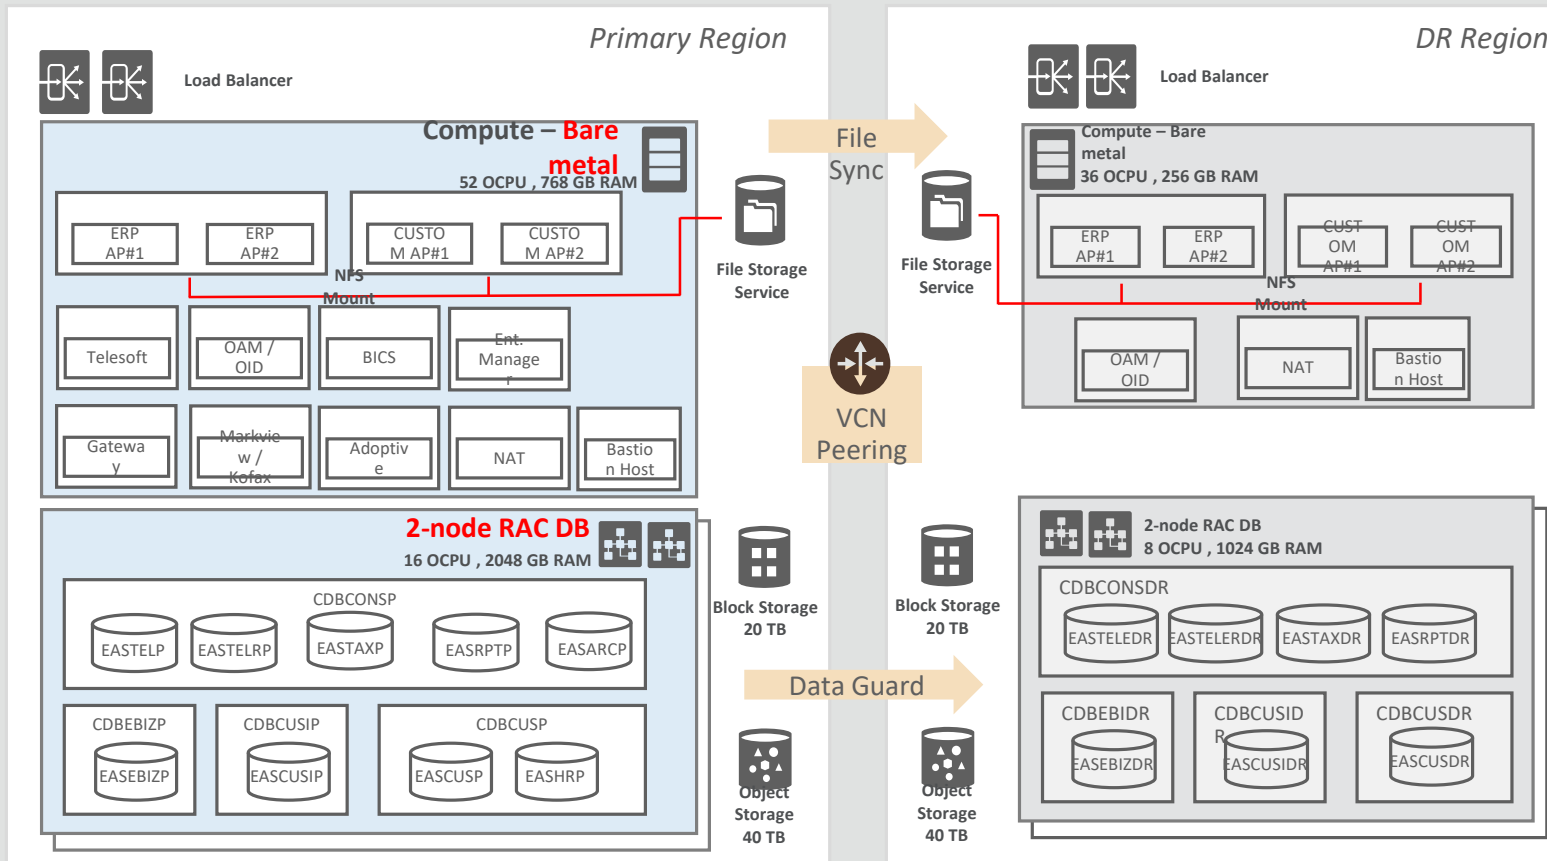 Primary Region
Load Balancer
Compute – Bare
metal
52 OCPU , 768 GB RAM
ERP
AP#1
ERP
AP#2
CUSTO
M AP#1
CUSTO
M AP#2
NFS
Mount
Telesoft
OAM /
OID
BICS
Ent.
Manage
r
Gatewa
y
Markvie
w /
Kofax
Adoptiv
e
NAT
Bastio
n Host
2-node RAC DB
16 OCPU , 2048 GB RAM
CDBCONSP
EASTELP
EASTELRP
EASTAXP
EASRPTP
EASARCP
CDBEBIZP
EASEBIZP
CDBCUSIP
EASCUSIP
CDBCUSP
EASCUSP
EASHRP
File Storage
Service
Block Storage
20 TB
Object
Storage
40 TB
File
Sync
VCN
Peering
Data Guard
DR Region
Load Balancer
File Storage
Service
Block Storage
20 TB
Object
Storage
40 TB
Compute – Bare
metal
36 OCPU , 256 GB RAM
ERP
AP#1
ERP
AP#2
CUST
OM
AP#1
CUST
OM
AP#2
NFS
Mount
OAM /
OID
NAT
Bastio
n Host
2-node RAC DB
8 OCPU , 1024 GB RAM
CDBCONSDR
EASTELEDR
EASTELERDR
EASTAXDR
EASRPTDR
CDBEBIDR
EASEBIZDR
CDBCUSID
R
EASCUSIDR
CDBCUSDR
EASCUSDR